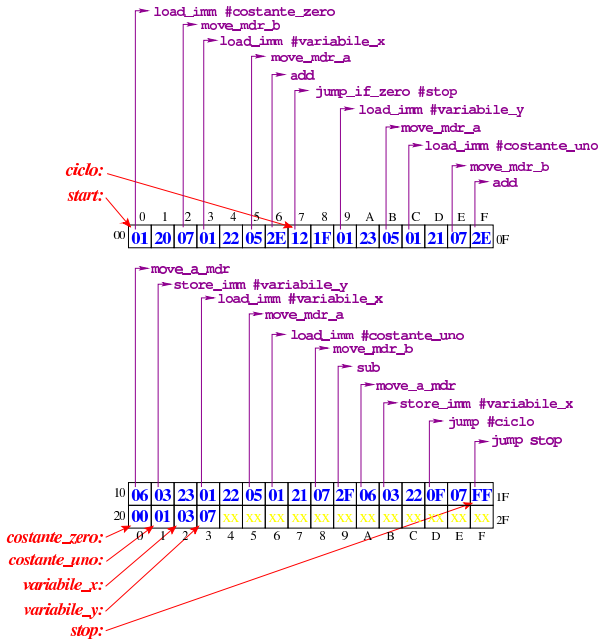 load_imm #costante_zero
move_mdr_b
load_imm #variabile_x
move_mdr_a
add
jump_if_zero #stop
load_imm #variabile_y
move_mdr_a
load_imm #costante_uno
move_mdr_b
add
ciclo:
start:
0 1 2 3 4 5 6 7 8 9 A B C D E F
00 01 20 07 01 22 05 2E 12 1F 01 23 05 01 21 07 2E 0F
move_a_mdr
store_imm #variabile_y
load_imm #variabile_x
move_mdr_a
load_imm #costante_uno
move_mdr_b
sub
move_a_mdr
store_imm #variabile_x
jump #ciclo
jump stop
10 06 03 23 01 22 05 01 21 07 2F 06 03 22 0F 07 FF 1F
20 00 01 03 07 xx xx xx xx xx xx xx xx xx xx xx xx 2F
0 1 2 3 4 5 6 7 8 9 A B C D E F
costante_zero:
costante_uno:
variabile_x:
variabile_y:
stop: